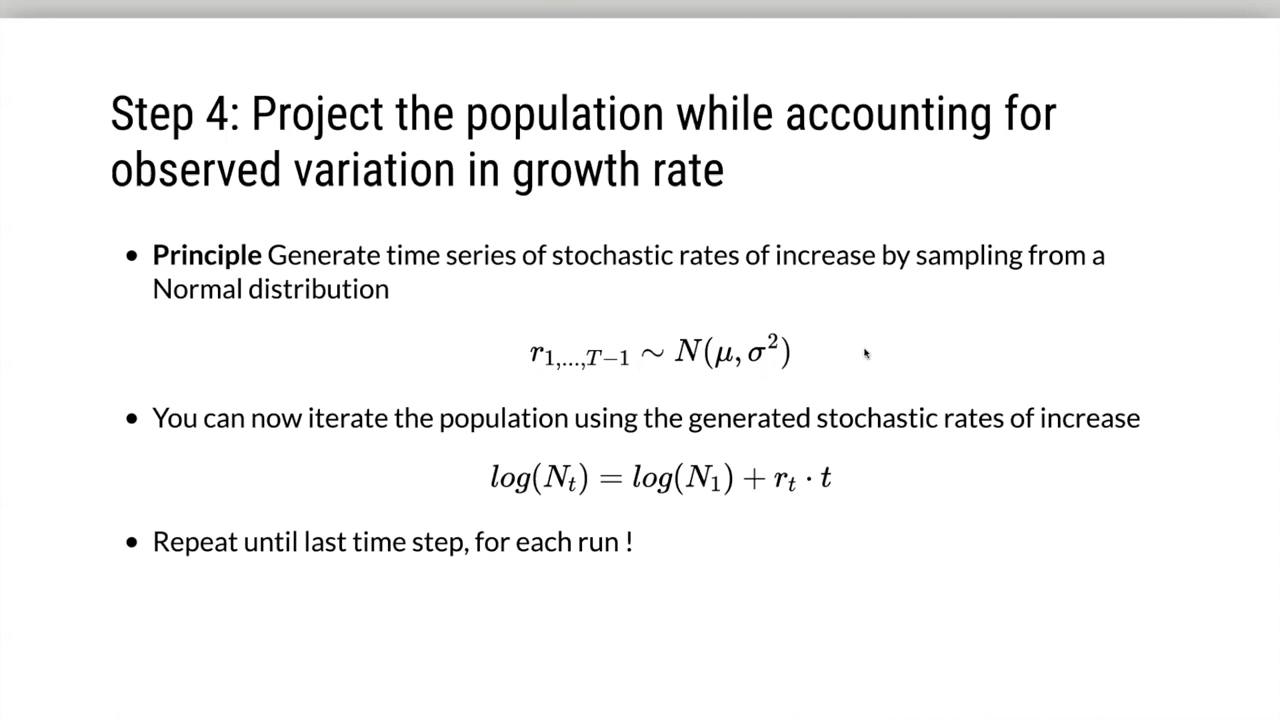 Step 4: Project the population while accounting for
observed variation in growth rate
• Principle Generate time series of stochastic rates of increase by sampling from a
Normal distribution
r₁,...,T−1 ∼ N(μ, σ²)
• You can now iterate the population using the generated stochastic rates of increase
log(Nₜ) = log(N₁) + rₜ · t
• Repeat until last time step, for each run !